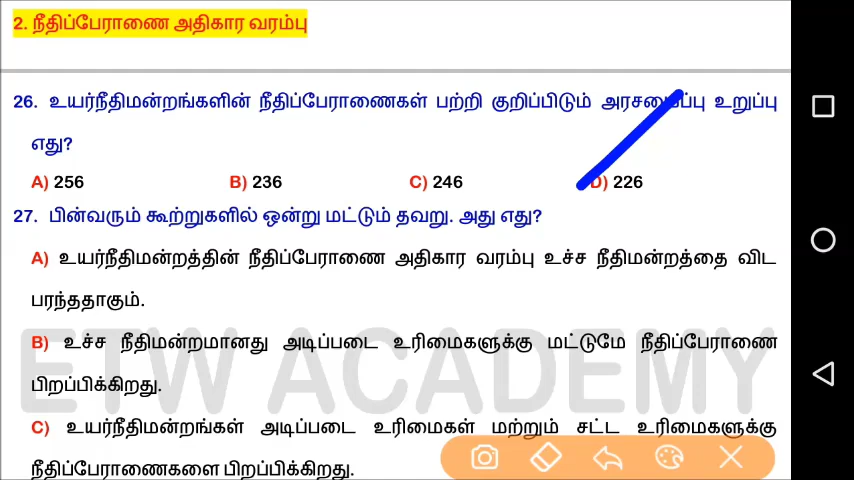 2. நீதிப்பேராணை அதிகார வரம்பு
26. உயர்நீதிமன்றங்களின் நீதிப்பேராணைகள் பற்றி குறிப்பிடும் அரசமைப்பு உறுப்பு
எது?
A) 256 B) 236 C) 246 D) 226
27. பின்வரும் கூற்றுகளில் ஒன்று மட்டும் தவறு. அது எது?
A) உயர்நீதிமன்றத்தின் நீதிப்பேராணை அதிகார வரம்பு உச்ச நீதிமன்றத்தை விட
பரந்ததாகும்.
B) உச்ச நீதிமன்றமானது அடிப்படை உரிமைகளுக்கு மட்டுமே நீதிப்பேராணை
பிறப்பிக்கிறது.
C) உயர்நீதிமன்றங்கள் அடிப்படை உரிமைகள் மற்றும் சட்ட உரிமைகளுக்கு
நீதிப்பேராணைகளை பிறப்பிக்கிறது.
ETW ACADEMY